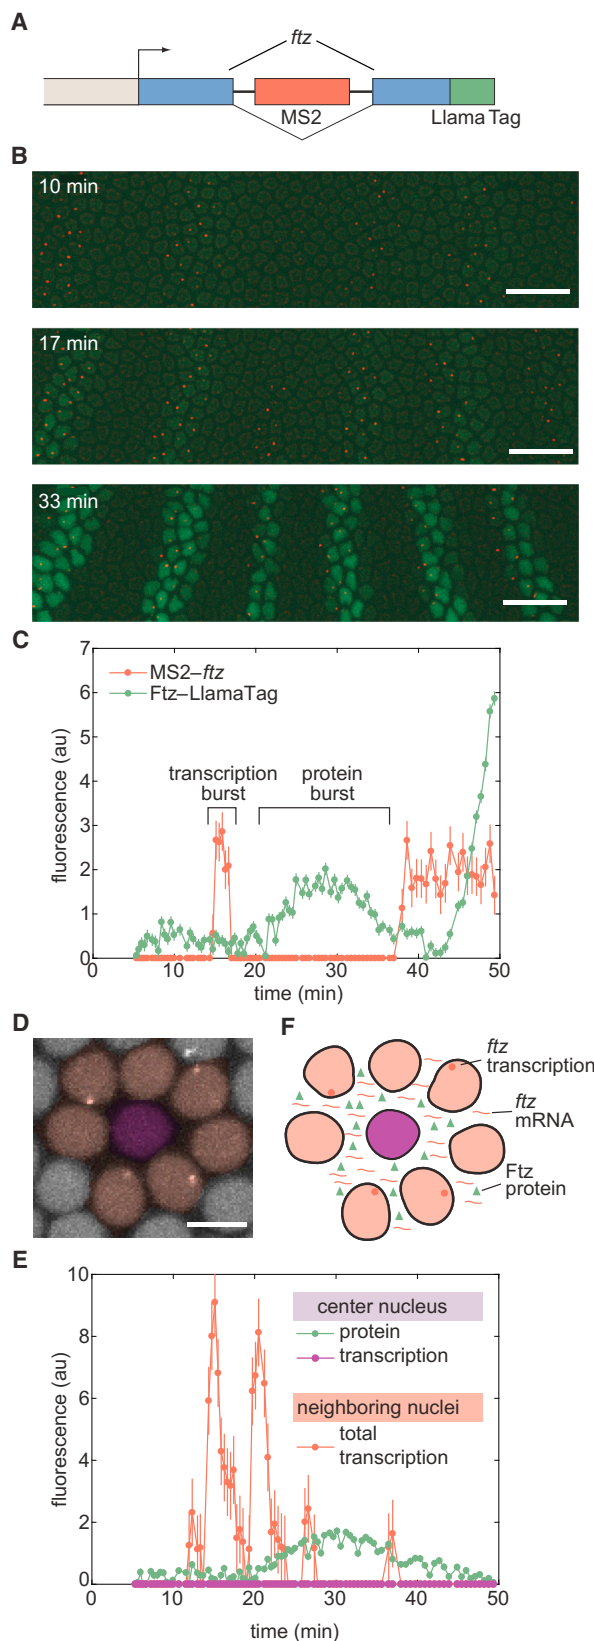 A
ftz
MS2
Llama Tag
B
10 min
17 min
33 min
C
7
6
5
4
3
2
1
0
fluorescence (au)
MS2–ftz
Ftz–LlamaTag
transcription
burst
protein
burst
0 10 20 30 40 50
time (min)
D
F
ftz
transcription
ftz
mRNA
Ftz
protein
E
10
8
6
4
2
0
fluorescence (au)
center nucleus
protein
transcription
neighboring nuclei
total
transcription
0 10 20 30 40 50
time (min)